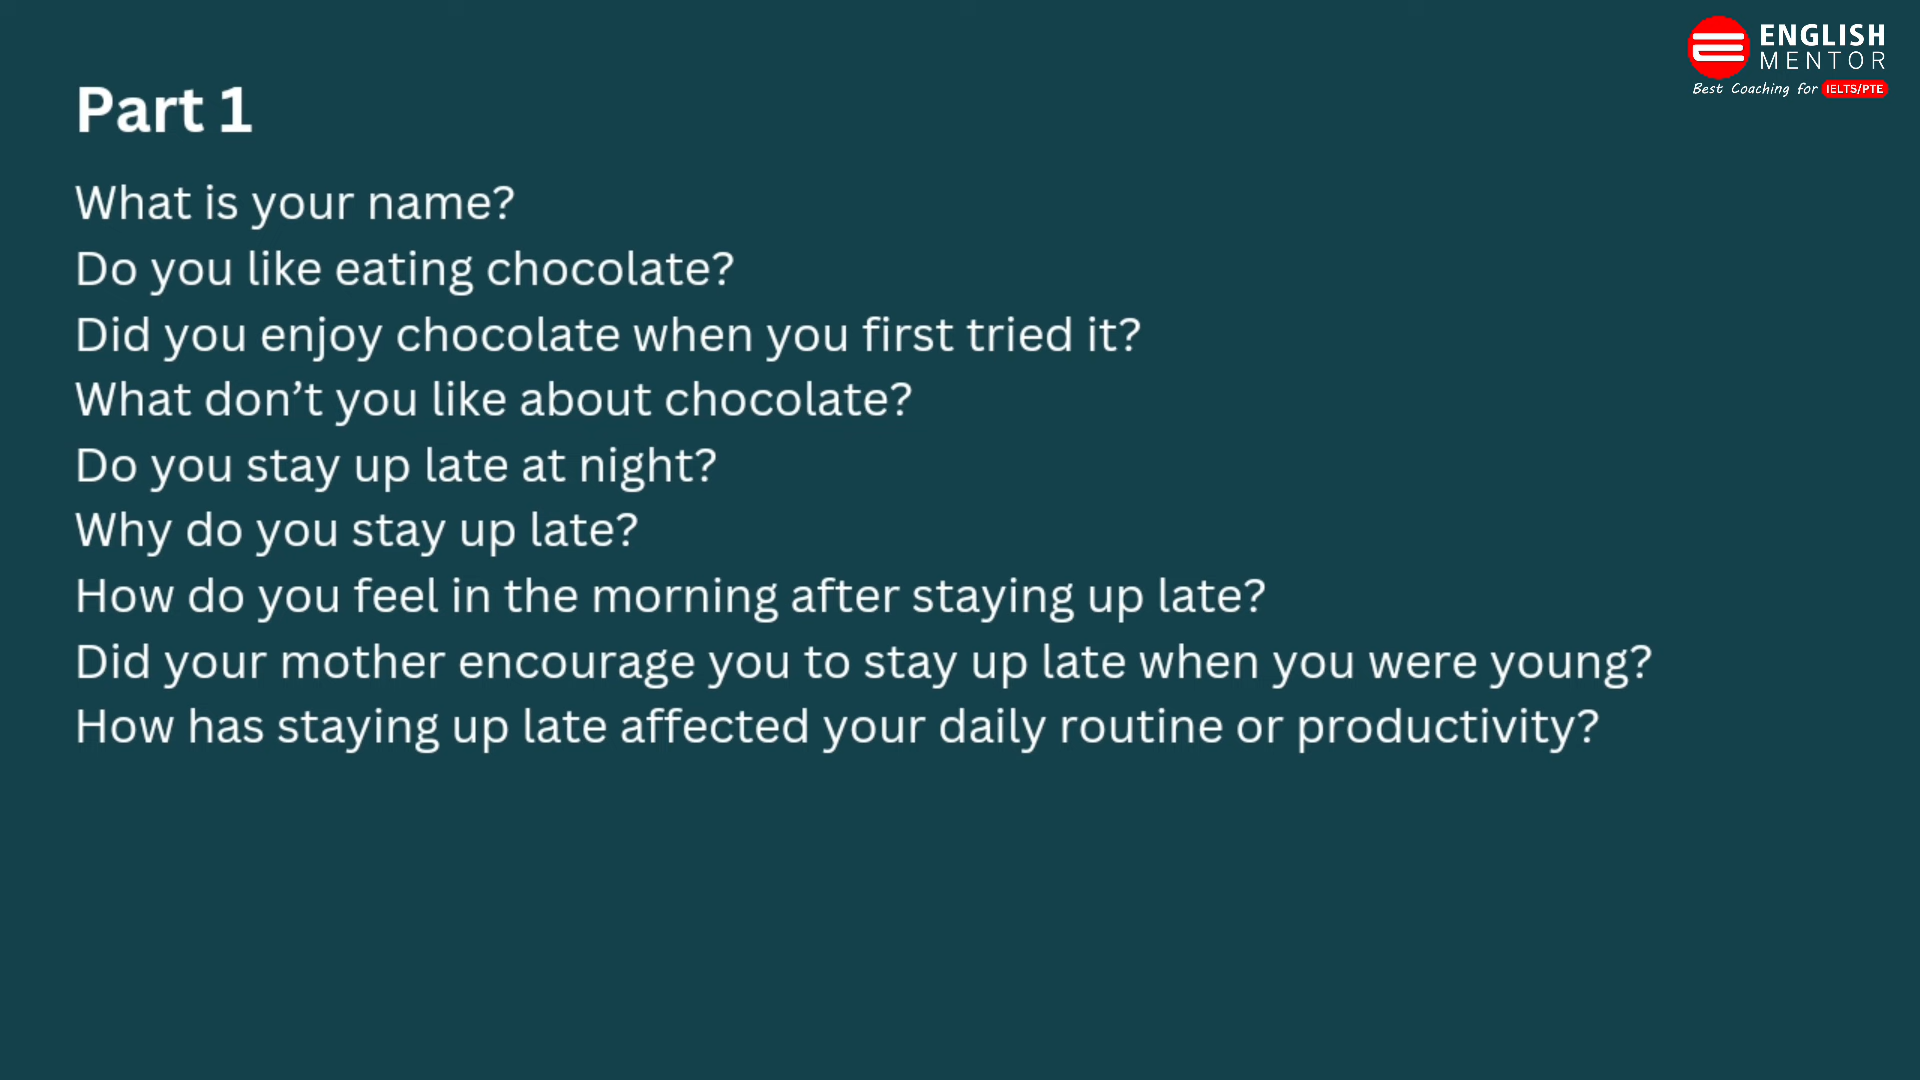 ENGLISH
MENTOR
Best Coaching for IELTS/PTE
Part 1
What is your name?
Do you like eating chocolate?
Did you enjoy chocolate when you first tried it?
What don’t you like about chocolate?
Do you stay up late at night?
Why do you stay up late?
How do you feel in the morning after staying up late?
Did your mother encourage you to stay up late when you were young?
How has staying up late affected your daily routine or productivity?